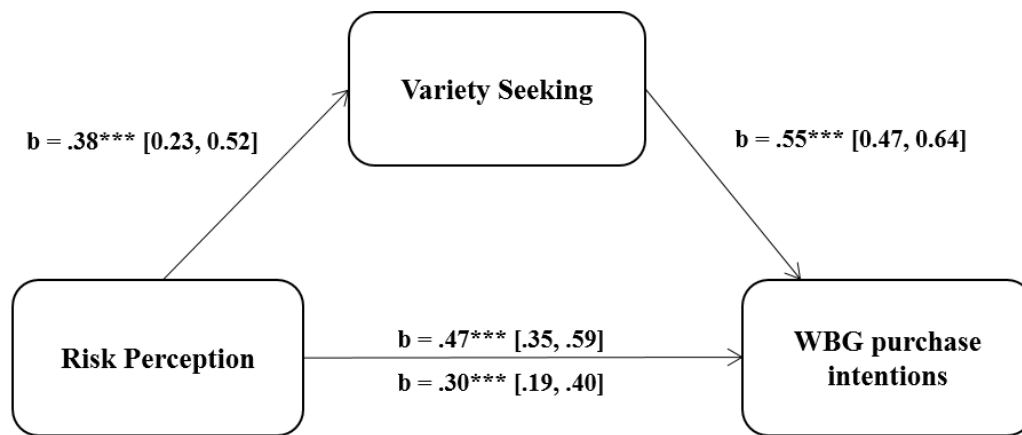 Variety Seeking
b = .38*** [0.23, 0.52]
b = .55*** [0.47, 0.64]
Risk Perception
b = .47*** [.35, .59]
b = .30*** [.19, .40]
WBG purchase
intentions